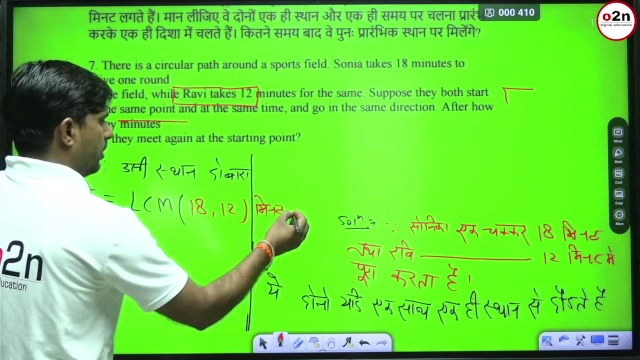 मिनट लगते हैं। मान लीजिए वे दोनों एक ही स्थान और एक ही समय पर चलना
करके एक ही दिशा में चलते हैं। कितने समय बाद वे पुनः प्रारंभिक स्थान पर मिलेंगे?
A 000 410
o2n
7. There is a circular path around a sports field. Sonia takes 18 minutes to
one round
field, while Ravi takes 12 minutes for the same. Suppose they both start
same point and at the same time, and go in the same direction. After how
minutes
they meet again at the starting point?
उसी स्थान दोबारा
= LCM (18, 12) मिनट
Solⁿ : सोनिया एक चक्कर 18 मिनट
तथा रवि ———— 12 मिनट मे
पूरा करता है।
ये दोनो यदि एक साथ एक ही स्थान से दौडते है
o2n
ducation